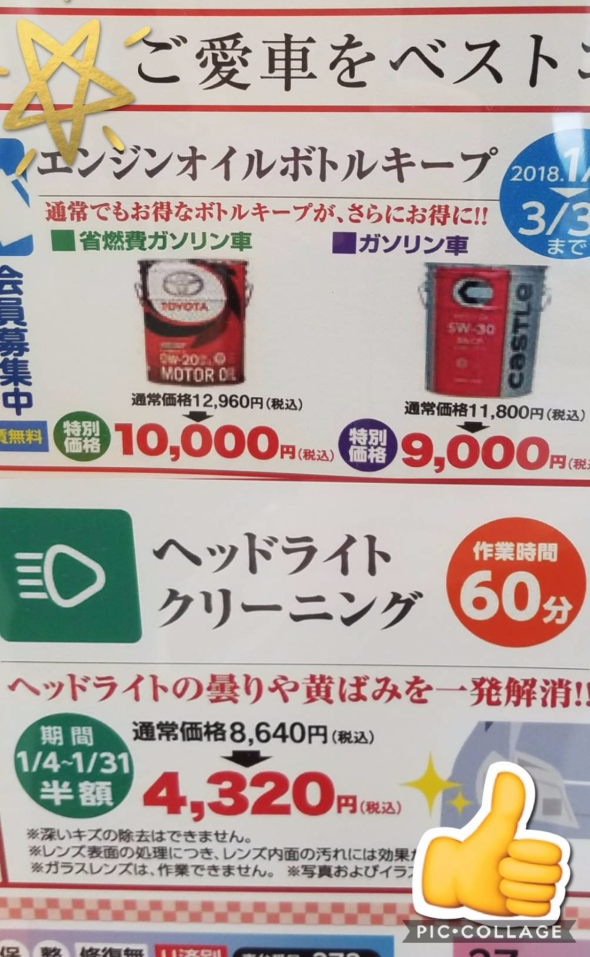 ご愛車をベスト
エンジンオイルボトルキープ
2018.1/
3/3
まで
通常でもお得なボトルキープが、さらにお得に!!
■省燃費ガソリン車
■ガソリン車
会員募集中
無料
TOYOTA
0W-20
MOTOR OIL
5W-30
CASTLE
通常価格12,960円(税込)
特別価格
10,000円(税込)
通常価格11,800円(税込)
特別価格
9,000円(税
ヘッドライト
クリーニング
作業時間
60分
ヘッドライトの曇りや黄ばみを一発解消!!
期間
1/4~1/31
半額
通常価格8,640円(税込)
4,320円(税込)
※深いキズの除去はできません。
※レンズ表面の処理につき、レンズ内面の汚れには効果
※ガラスレンズは、作業できません。 ※写真およびイラス
PIC•COLLAGE